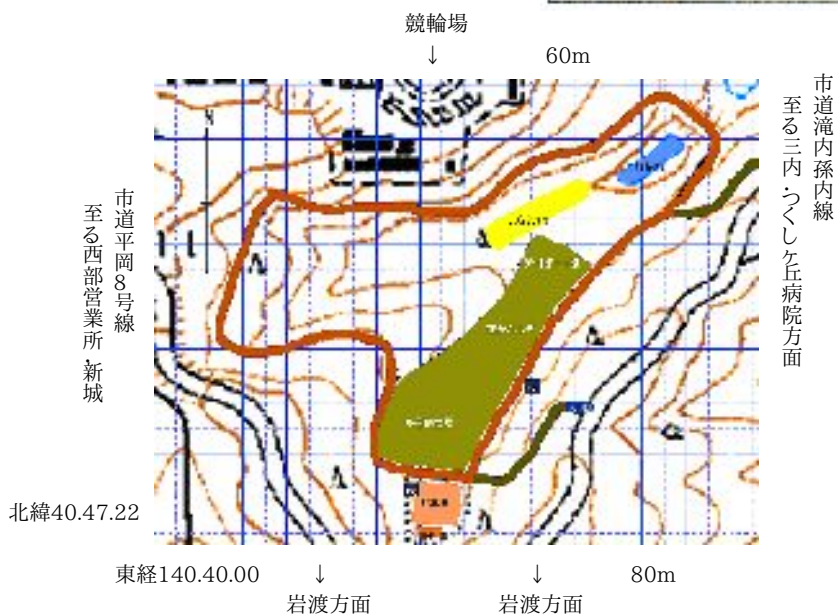 競輪場
↓
60m
市道滝内孫内線
至る三内・つくしケ丘病院方面
市道平岡8号線
至る西部営業所・新城
N
北緯40.47.22
東経140.40.00
↓
↓
80m
岩渡方面
岩渡方面